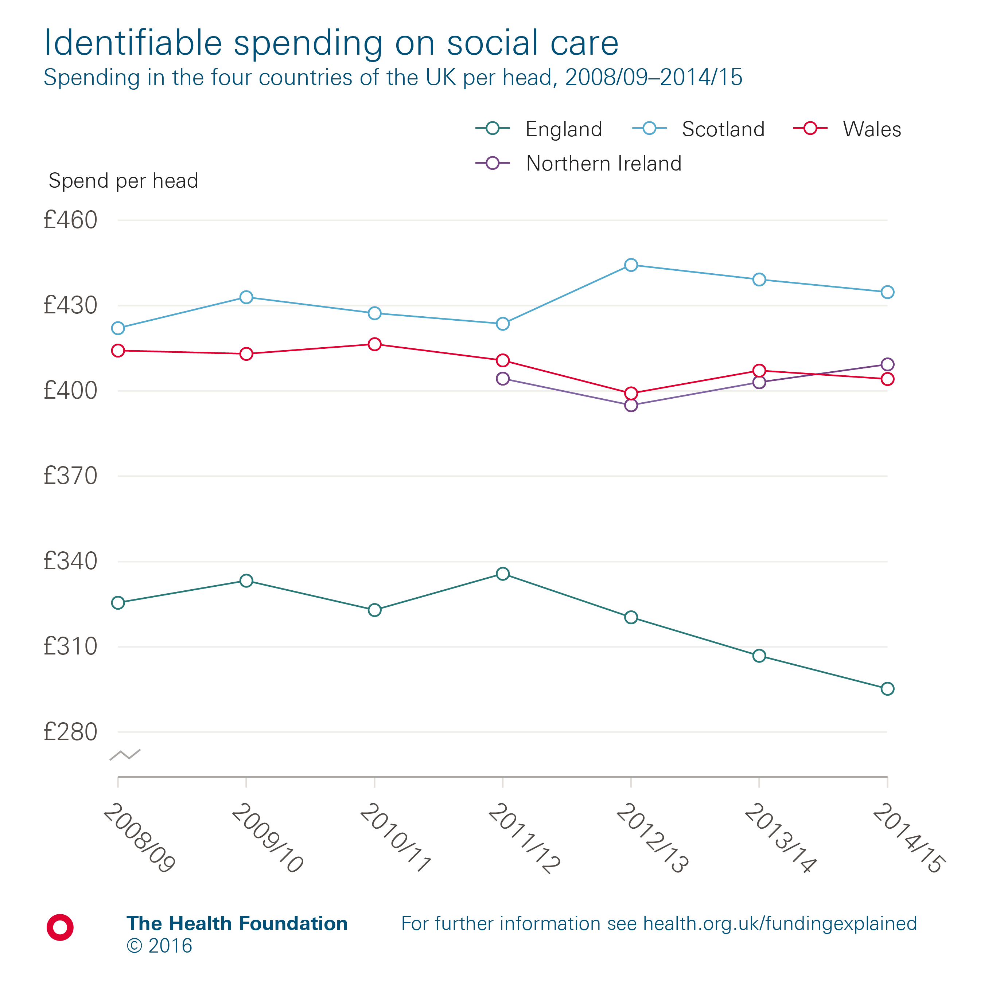 Identifiable spending on social care
Spending in the four countries of the UK per head, 2008/09–2014/15
England Scotland Wales
Northern Ireland
Spend per head
£460
£430
£400
£370
£340
£310
£280
2008/09 2009/10 2010/11 2011/12 2012/13 2013/14 2014/15
The Health Foundation For further information see health.org.uk/fundingexplained
© 2016